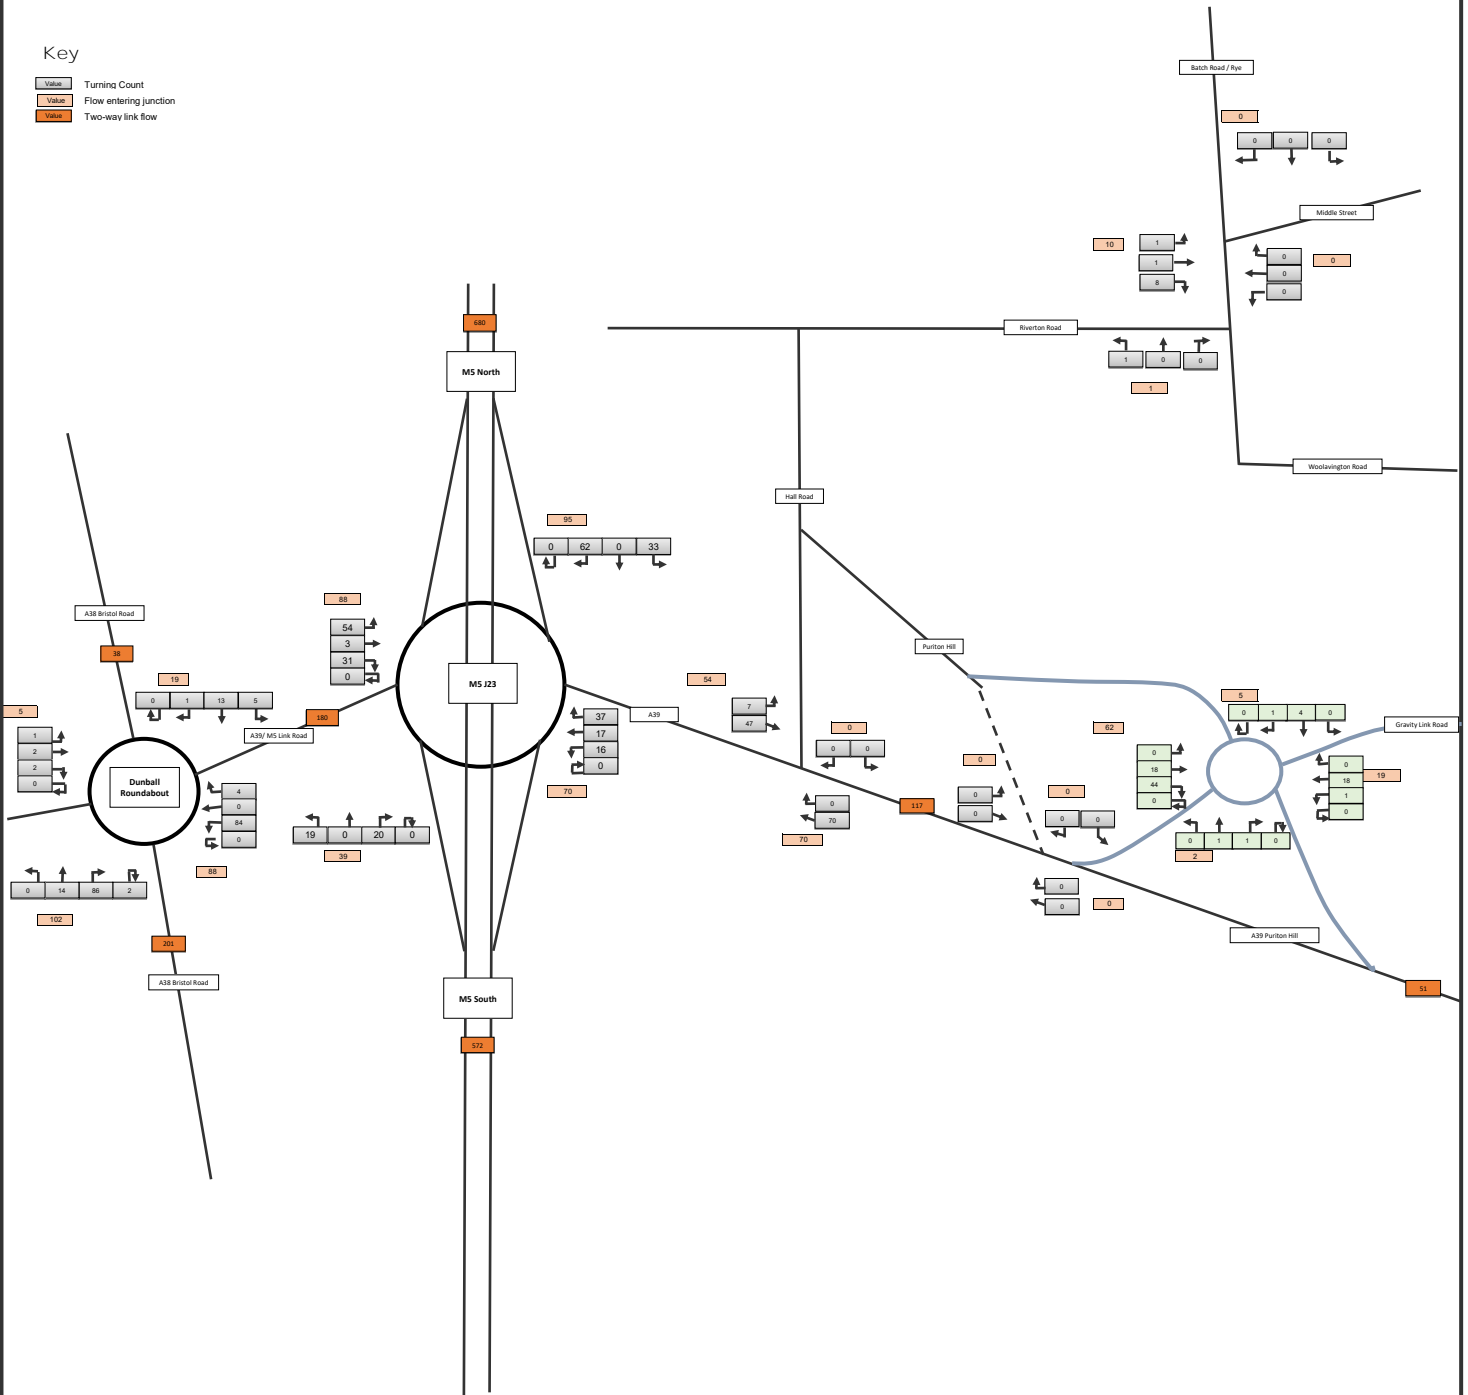 Key
Value Turning Count
Value Flow entering junction
Value Two-way link flow
Batch Road / Rye
0
0 0 0
Middle Street
10
1
1
8
0
0
0
0
Riverton Road
1 0 0
1
Woolavington Road
680
M5 North
Hall Road
95
0 62 0 33
88
54
3
31
0
M5 J23
A38 Bristol Road
38
19
0 1 13 5
5
1
2
2
0
180
A39/ M5 Link Road
Dunball
Roundabout
4
0
84
0
88
0 14 86 2
102
201
A38 Bristol Road
19 0 20 0
39
37
17
16
0
70
A39
54
7
47
0
0 0
0
70
70
117
Puriton Hill
0
0
0
0
0 0
0
0
0
62
0
18
44
0
5
0 1 4 0
Gravity Link Road
0
18
1
0
19
0 1 1 0
2
A39 Puriton Hill
51
M5 South
572